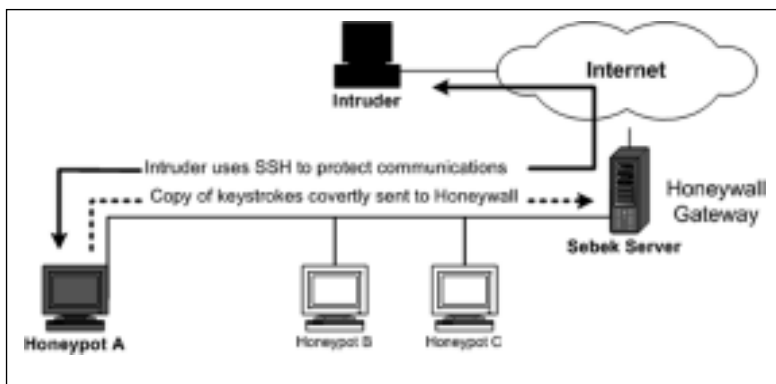 Internet
Intruder
Intruder uses SSH to protect communications
Copy of keystrokes covertly sent to Honeywall
Honeywall
Gateway
Sebek Server
Honeypot A
Honeypot B
Honeypot C